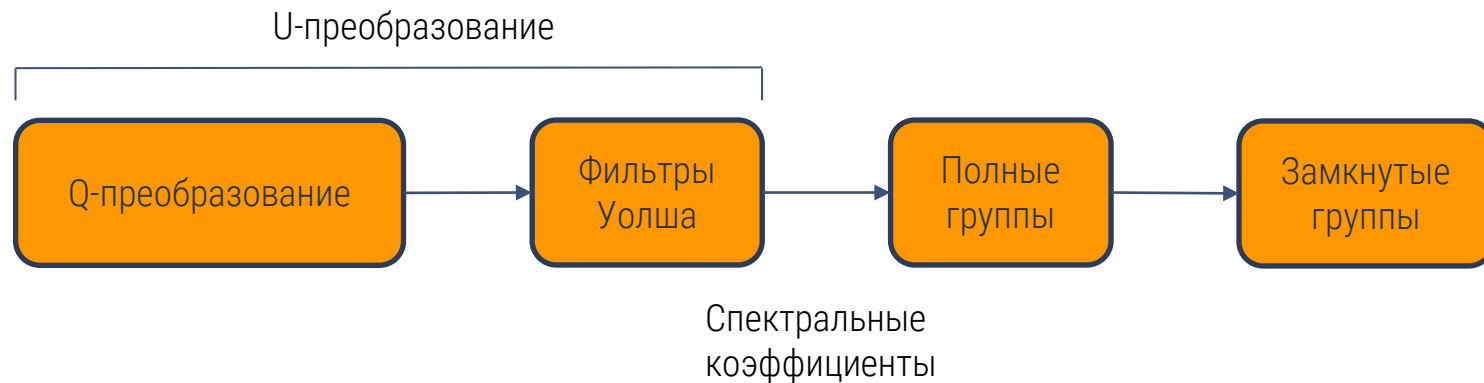 U-преобразование
Q-преобразование
Фильтры
Уолша
Полные
группы
Замкнутые
группы
Спектральные
коэффициенты